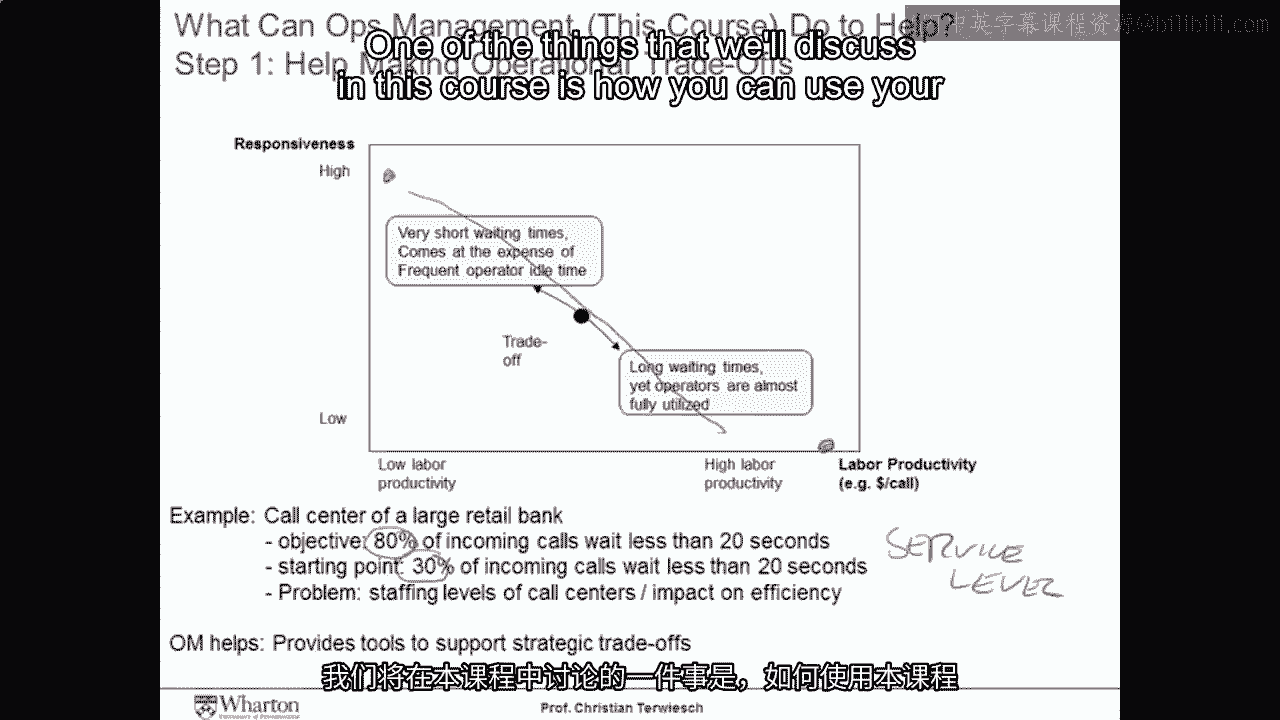 What Can Ops Management (This Course) Do to Help?
中英字幕课程资源@bilibili.com
Step 1: Help Making Operational Trade-Offs
One of the things that we'll discuss
in this course is how you can use your
Responsiveness
High
Very short waiting times,
Comes at the expense of
Frequent operator idle time
Trade-
off
Long waiting times,
yet operators are almost
fully utilized
Low
Low labor
productivity
High labor
productivity
Labor Productivity
(e.g. $/call)
Example: Call center of a large retail bank
- objective: 80% of incoming calls wait less than 20 seconds
- starting point: 30% of incoming calls wait less than 20 seconds
- Problem: staffing levels of call centers / impact on efficiency
SERVICE
LEVEL
OM helps: Provides tools to support strategic trade-offs
我们将在本课程中讨论的一件事是，如何使用本课程
Wharton
Prof. Christian Terwiesch